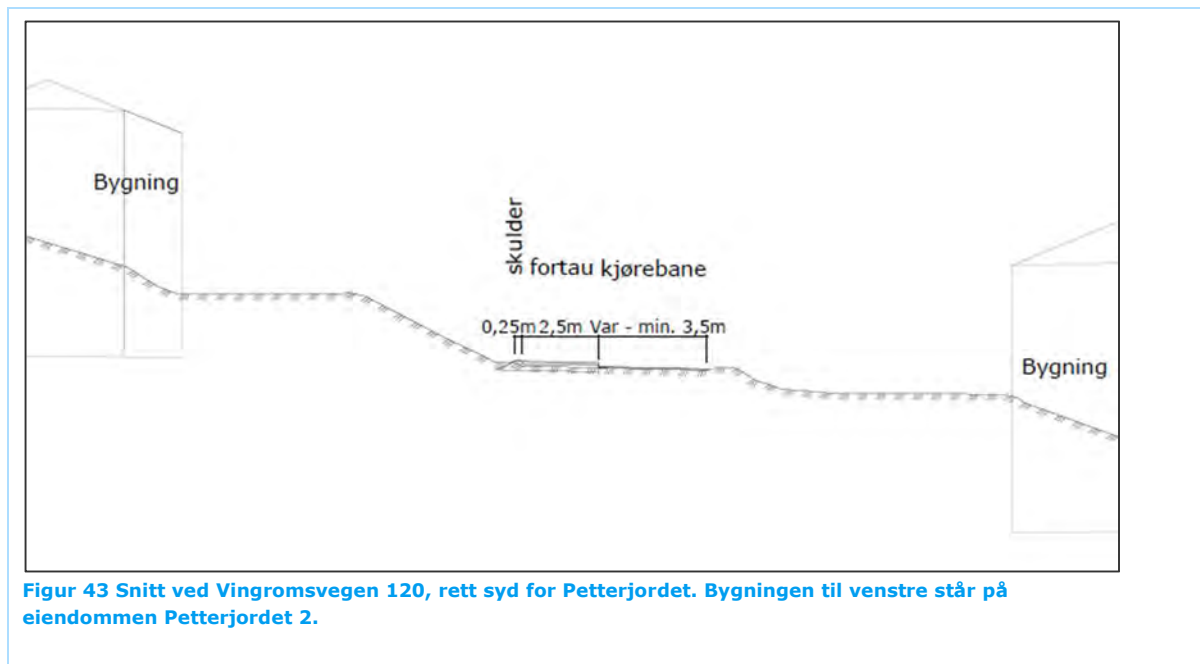 Bygning
skulder
fortau kjørebane
0,25m 2,5m Var - min. 3,5m
Bygning
Figur 43 Snitt ved Vingromsvegen 120, rett syd for Petterjordet. Bygningen til venstre står på
eiendommen Petterjordet 2.